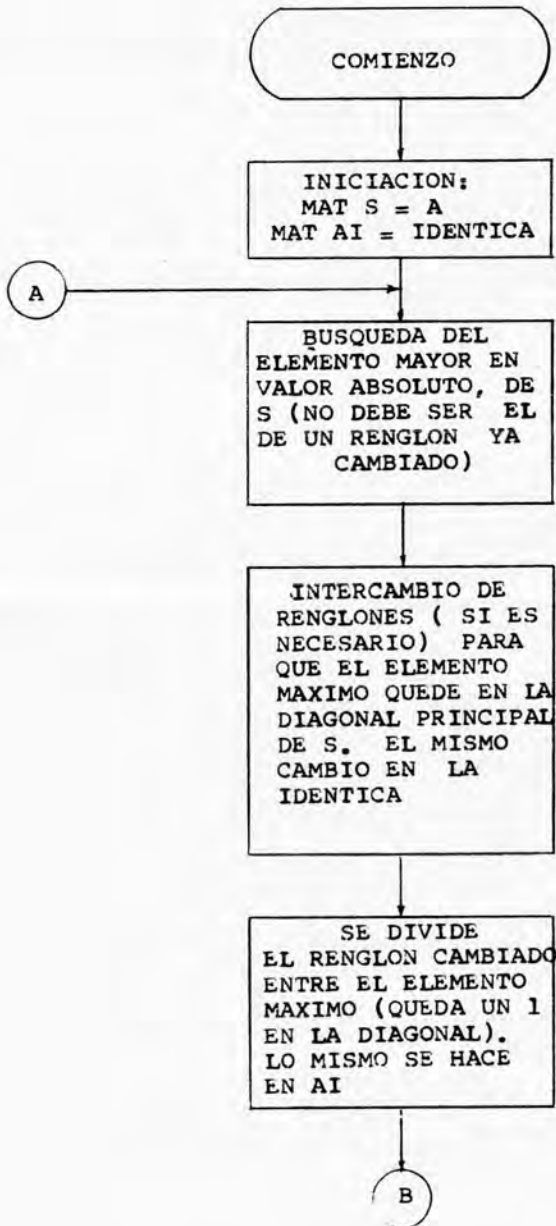 COMIENZO
INICIACION:
MAT S = A
MAT AI = IDENTICA
A
BUSQUEDA DEL
ELEMENTO MAYOR EN
VALOR ABSOLUTO, DE
S (NO DEBE SER EL
DE UN RENGLON YA
CAMBIADO)
INTERCAMBIO DE
RENGLONES ( SI ES
NECESARIO) PARA
QUE EL ELEMENTO
MAXIMO QUEDE EN LA
DIAGONAL PRINCIPAL
DE S. EL MISMO
CAMBIO EN LA
IDENTICA
SE DIVIDE
EL RENGLON CAMBIADO
ENTRE EL ELEMENTO
MAXIMO (QUEDA UN 1
EN LA DIAGONAL).
LO MISMO SE HACE
EN AI
B